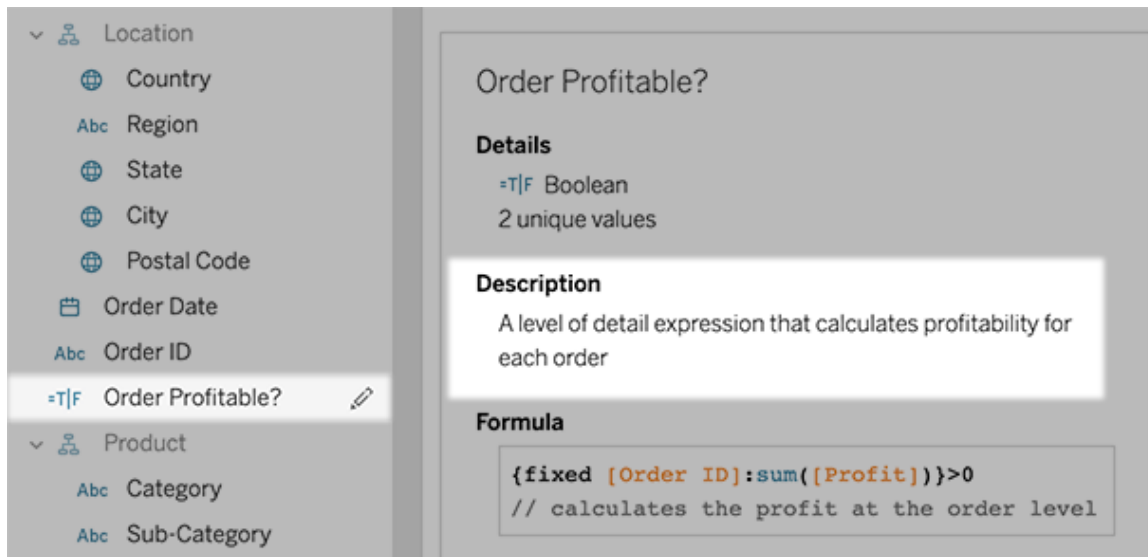 Location
Country
Abc Region
State
City
Postal Code
Order Date
Abc Order ID
=T|F Order Profitable?
Product
Abc Category
Abc Sub-Category
Order Profitable?
Details
=T|F Boolean
2 unique values
Description
A level of detail expression that calculates profitability for
each order
Formula
{fixed [Order ID]:sum([Profit])}>0
// calculates the profit at the order level